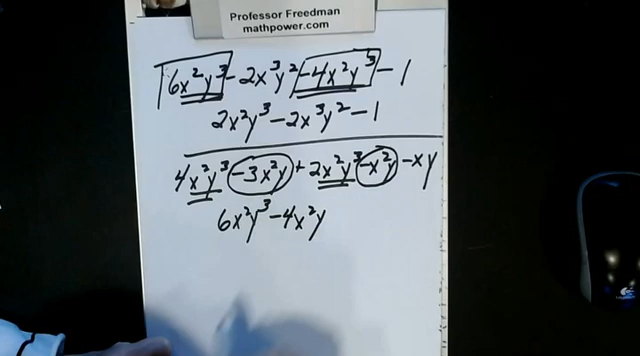 Professor Freedman
mathpower.com
6x²y³ - 2x³y² - 4x²y³ - 1
2x²y³ - 2x³y² - 1
4x²y³ - 3x²y + 2x²y³ - x²y - xy
6x²y³ - 4x²y